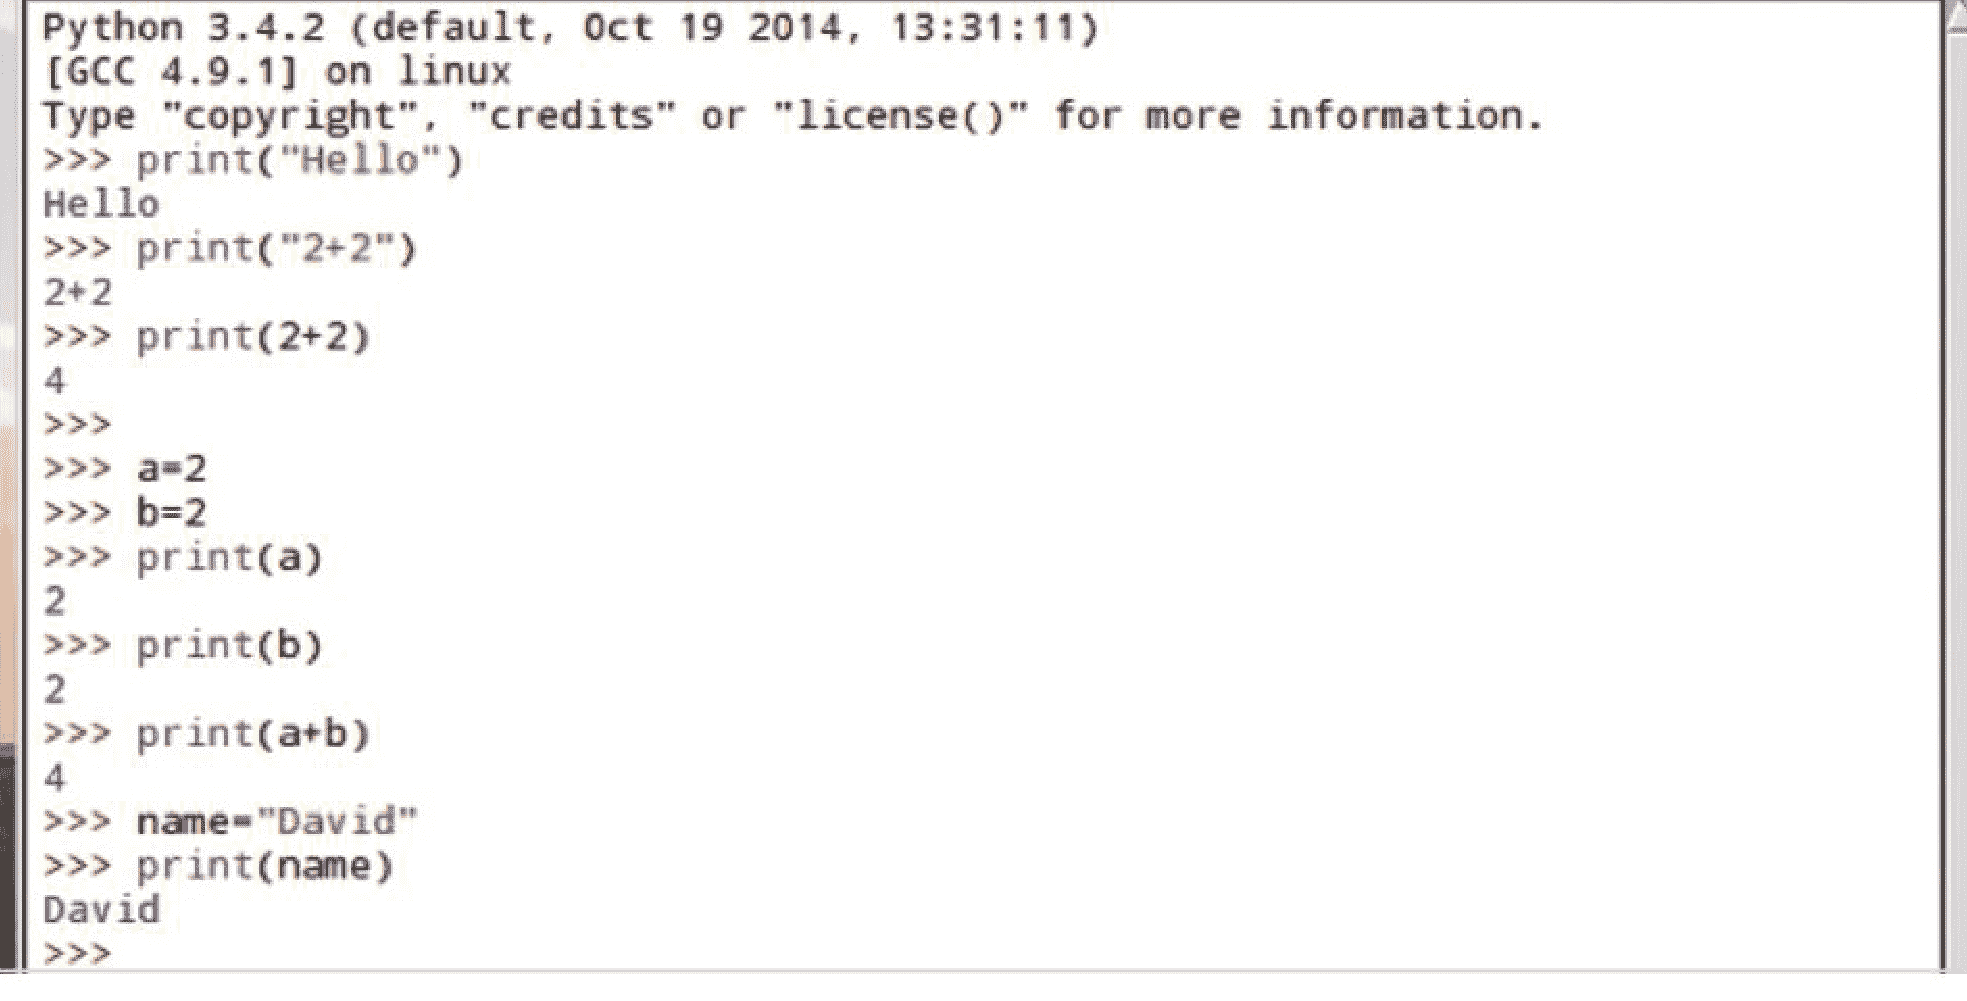 Python 3.4.2 (default, Oct 19 2014, 13:31:11)
[GCC 4.9.1] on linux
Type "copyright", "credits" or "license()" for more information.
>>> print("Hello")
Hello
>>> print("2+2")
2+2
>>> print(2+2)
4
>>>
>>> a=2
>>> b=2
>>> print(a)
2
>>> print(b)
2
>>> print(a+b)
4
>>> name="David"
>>> print(name)
David
>>>